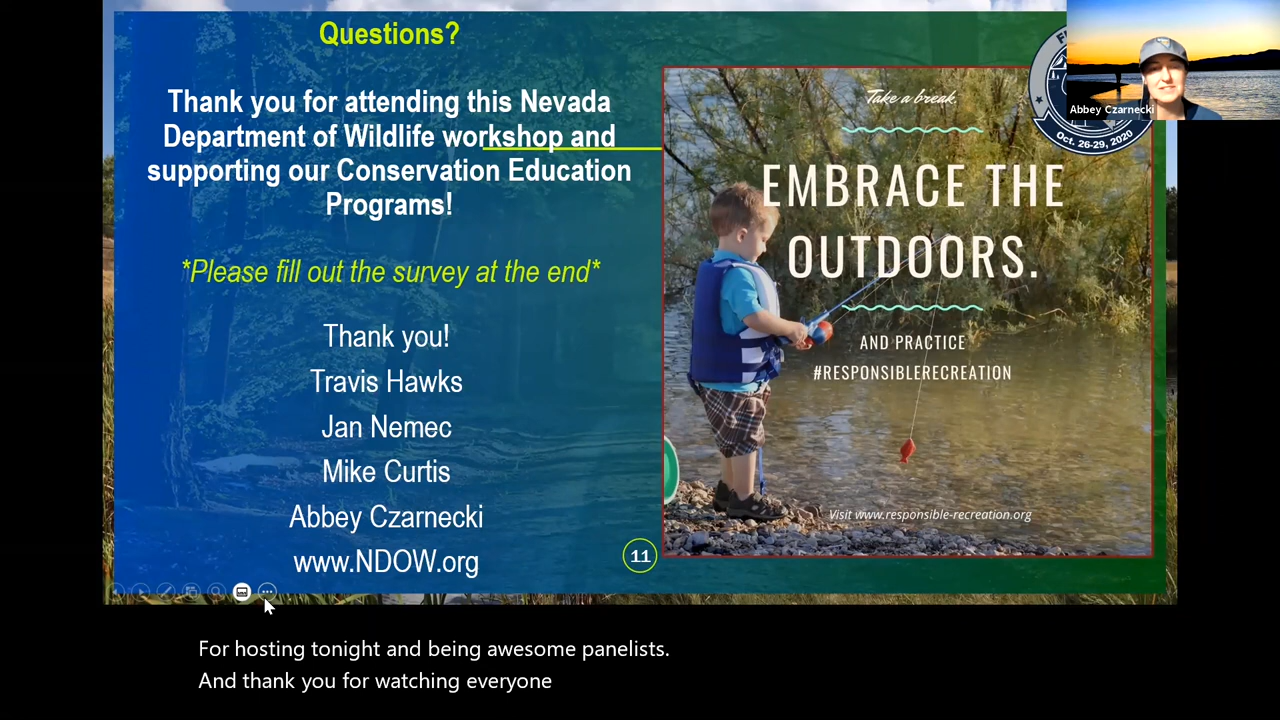 Questions?
Thank you for attending this Nevada
Department of Wildlife workshop and
supporting our Conservation Education
Programs!
*Please fill out the survey at the end*
Thank you!
Travis Hawks
Jan Nemec
Mike Curtis
Abbey Czarnecki
www.NDOW.org
11
Take a break.
EMBRACE THE
OUTDOORS.
AND PRACTICE
#RESPONSIBLERECREATION
Visit www.responsible-recreation.org
Abbey Czarnecki
Oct. 26-29, 2020
For hosting tonight and being awesome panelists.
And thank you for watching everyone